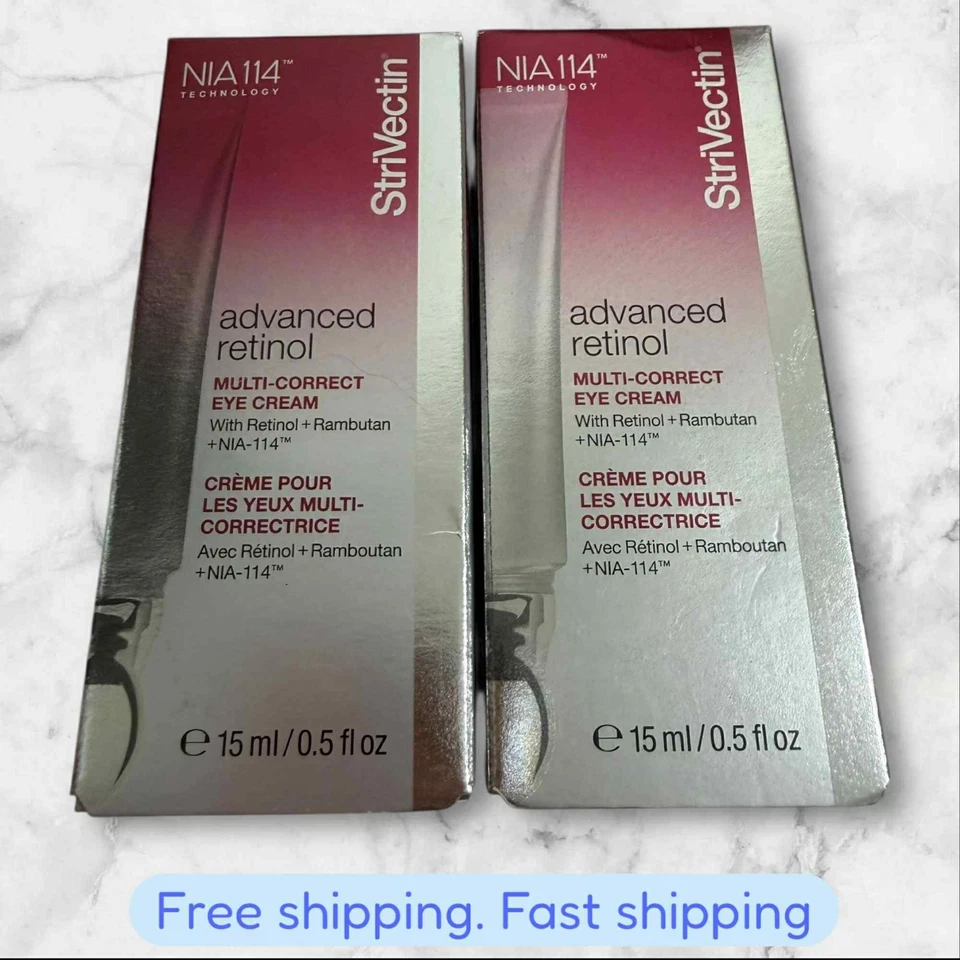 NIA114™
TECHNOLOGY
StriVectin®
advanced
retinol
MULTI-CORRECT
EYE CREAM
With Retinol + Rambutan
+NIA-114™
CRÈME POUR
LES YEUX MULTI-
CORRECTRICE
Avec Rétinol + Ramboutan
+NIA-114™
℮ 15 ml / 0.5 fl oz
NIA114™
TECHNOLOGY
StriVectin®
advanced
retinol
MULTI-CORRECT
EYE CREAM
With Retinol + Rambutan
+NIA-114™
CRÈME POUR
LES YEUX MULTI-
CORRECTRICE
Avec Rétinol + Ramboutan
+NIA-114™
℮ 15 ml / 0.5 fl oz
Free shipping. Fast shipping